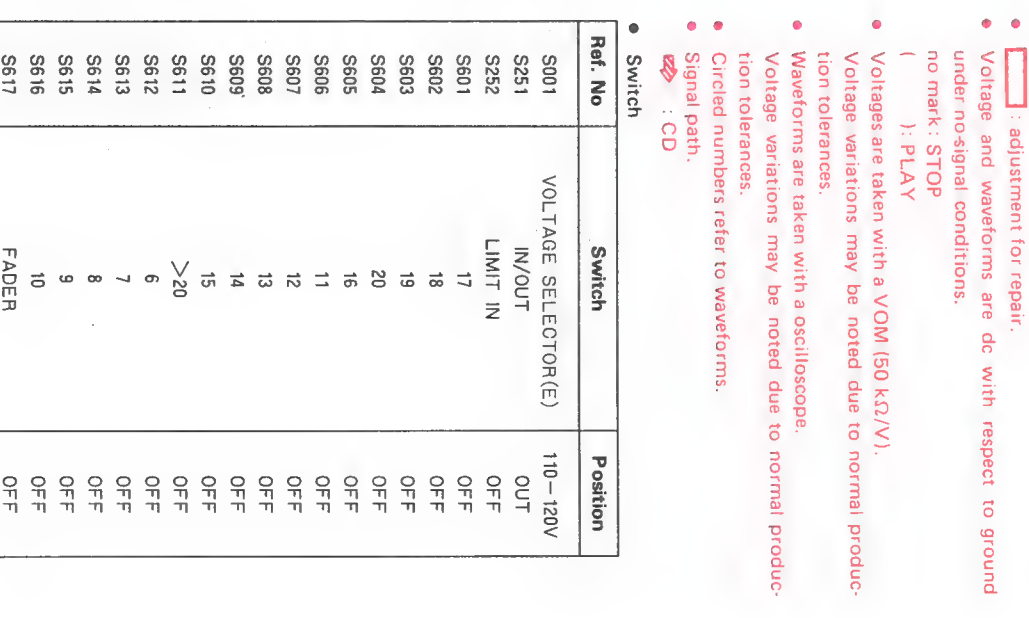 : adjustment for repair.
Voltage and waveforms are dc with respect to ground
under no-signal conditions.
no mark : STOP
( ): PLAY
Voltages are taken with a VOM (50 kΩ/V).
Voltage variations may be noted due to normal produc-
tion tolerances.
Waveforms are taken with a oscilloscope.
Voltage variations may be noted due to normal produc-
tion tolerances.
Circled numbers refer to waveforms.
Signal path.
: CD
Switch
Ref. No Switch Position
S001 VOLTAGE SELECTOR(E) 110—120V
S251 IN/OUT OUT
S252 LIMIT IN OFF
S601 17 OFF
S602 18 OFF
S603 19 OFF
S604 20 OFF
S605 16 OFF
S606 11 OFF
S607 12 OFF
S608 13 OFF
S609 14 OFF
S610 15 OFF
S611 >20 OFF
S612 6 OFF
S613 7 OFF
S614 8 OFF
S615 9 OFF
S616 10 OFF
S617 FADER OFF